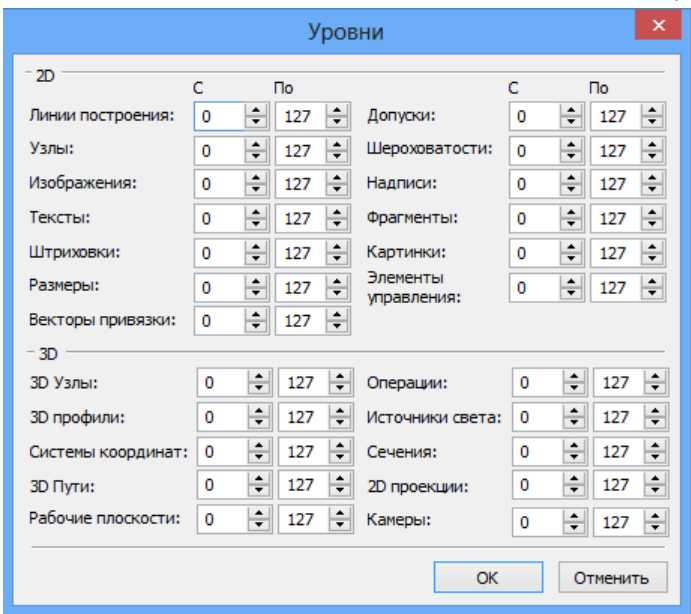 Уровни
2D
С По С По
Линии построения: 0 127 Допуски: 0 127
Узлы: 0 127 Шероховатости: 0 127
Изображения: 0 127 Надписи: 0 127
Тексты: 0 127 Фрагменты: 0 127
Штриховки: 0 127 Картинки: 0 127
Размеры: 0 127 Элементы управления: 0 127
Векторы привязки: 0 127
3D
3D Узлы: 0 127 Операции: 0 127
3D профили: 0 127 Источники света: 0 127
Системы координат: 0 127 Сечения: 0 127
3D Пути: 0 127 2D проекции: 0 127
Рабочие плоскости: 0 127 Камеры: 0 127
OK Отменить